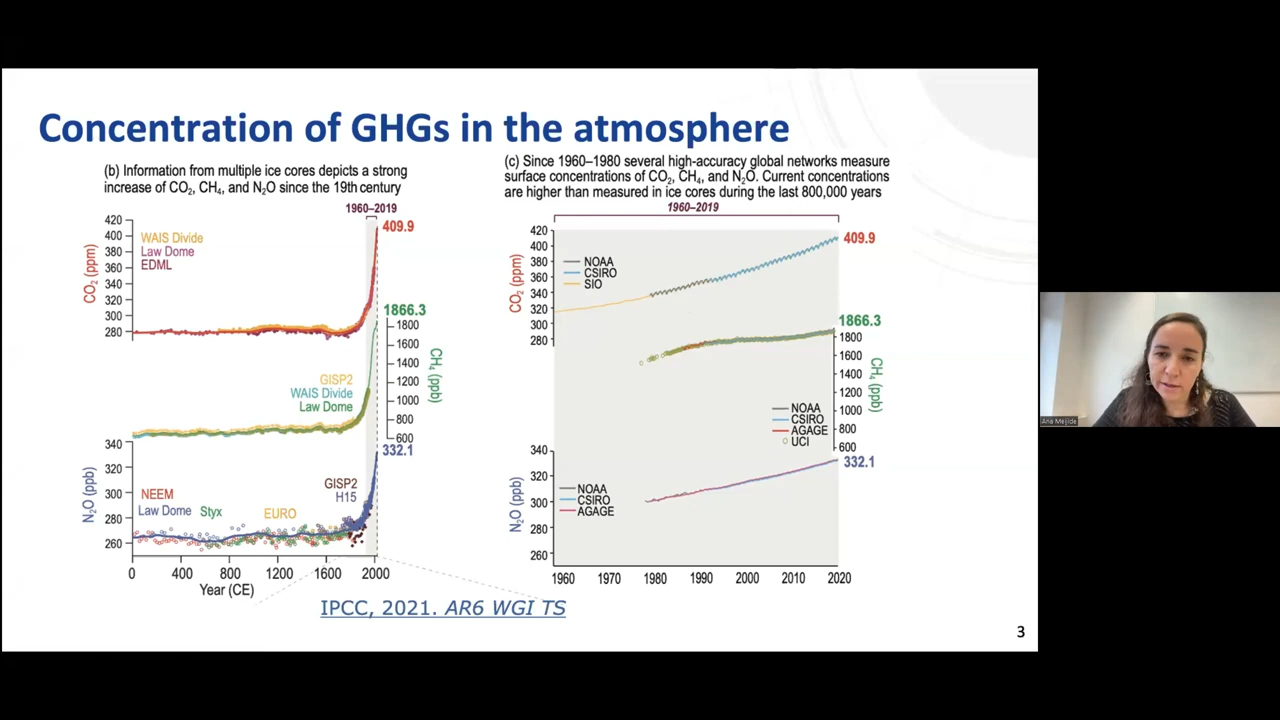 Concentration of GHGs in the atmosphere
(b) Information from multiple ice cores depicts a strong
increase of CO₂, CH₄, and N₂O since the 19th century
1960–2019
409.9
420
400
380
360
340
320
300
280
CO₂ (ppm)
WAIS Divide
Law Dome
EDML
1866.3
1800
1600
1400
1200
1000
800
600
CH₄ (ppb)
GISP2
WAIS Divide
Law Dome
332.1
340
320
300
280
260
N₂O (ppb)
GISP2
H15
NEEM
Law Dome
Styx
EURO
0
400
800
1200
1600
2000
Year (CE)
(c) Since 1960–1980 several high-accuracy global networks measure
surface concentrations of CO₂, CH₄, and N₂O. Current concentrations
are higher than measured in ice cores during the last 800,000 years
1960–2019
409.9
420
400
380
360
340
320
300
280
CO₂ (ppm)
NOAA
CSIRO
SIO
1866.3
1800
1600
1400
1200
1000
800
600
CH₄ (ppb)
NOAA
CSIRO
AGAGE
UCI
332.1
340
320
300
280
260
N₂O (ppb)
NOAA
CSIRO
AGAGE
1960
1970
1980
1990
2000
2010
2020
IPCC, 2021. AR6 WGI TS
3
Ana Meijide